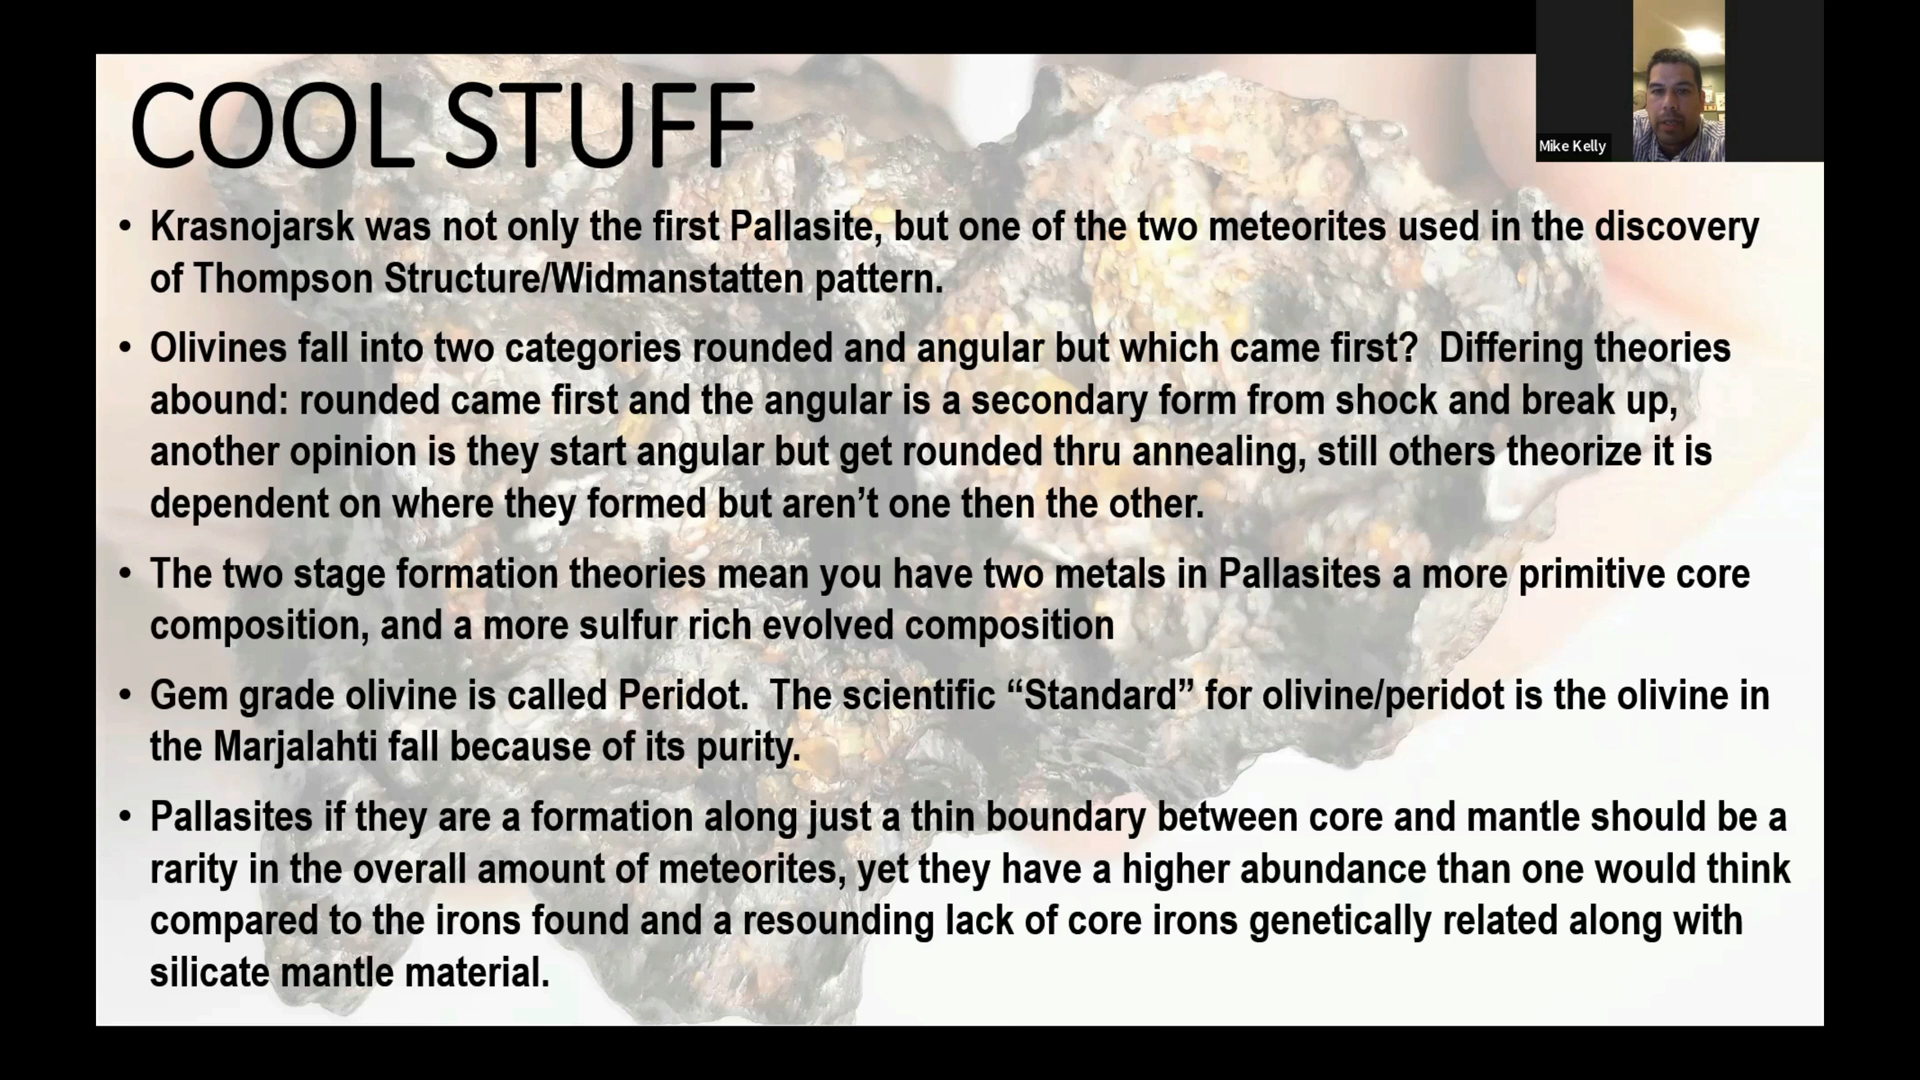 COOL STUFF
Mike Kelly
• Krasnojarsk was not only the first Pallasite, but one of the two meteorites used in the discovery
of Thompson Structure/Widmanstatten pattern.
• Olivines fall into two categories rounded and angular but which came first?  Differing theories
abound: rounded came first and the angular is a secondary form from shock and break up,
another opinion is they start angular but get rounded thru annealing, still others theorize it is
dependent on where they formed but aren’t one then the other.
• The two stage formation theories mean you have two metals in Pallasites a more primitive core
composition, and a more sulfur rich evolved composition
• Gem grade olivine is called Peridot.  The scientific “Standard” for olivine/peridot is the olivine in
the Marjalahti fall because of its purity.
• Pallasites if they are a formation along just a thin boundary between core and mantle should be a
rarity in the overall amount of meteorites, yet they have a higher abundance than one would think
compared to the irons found and a resounding lack of core irons genetically related along with
silicate mantle material.